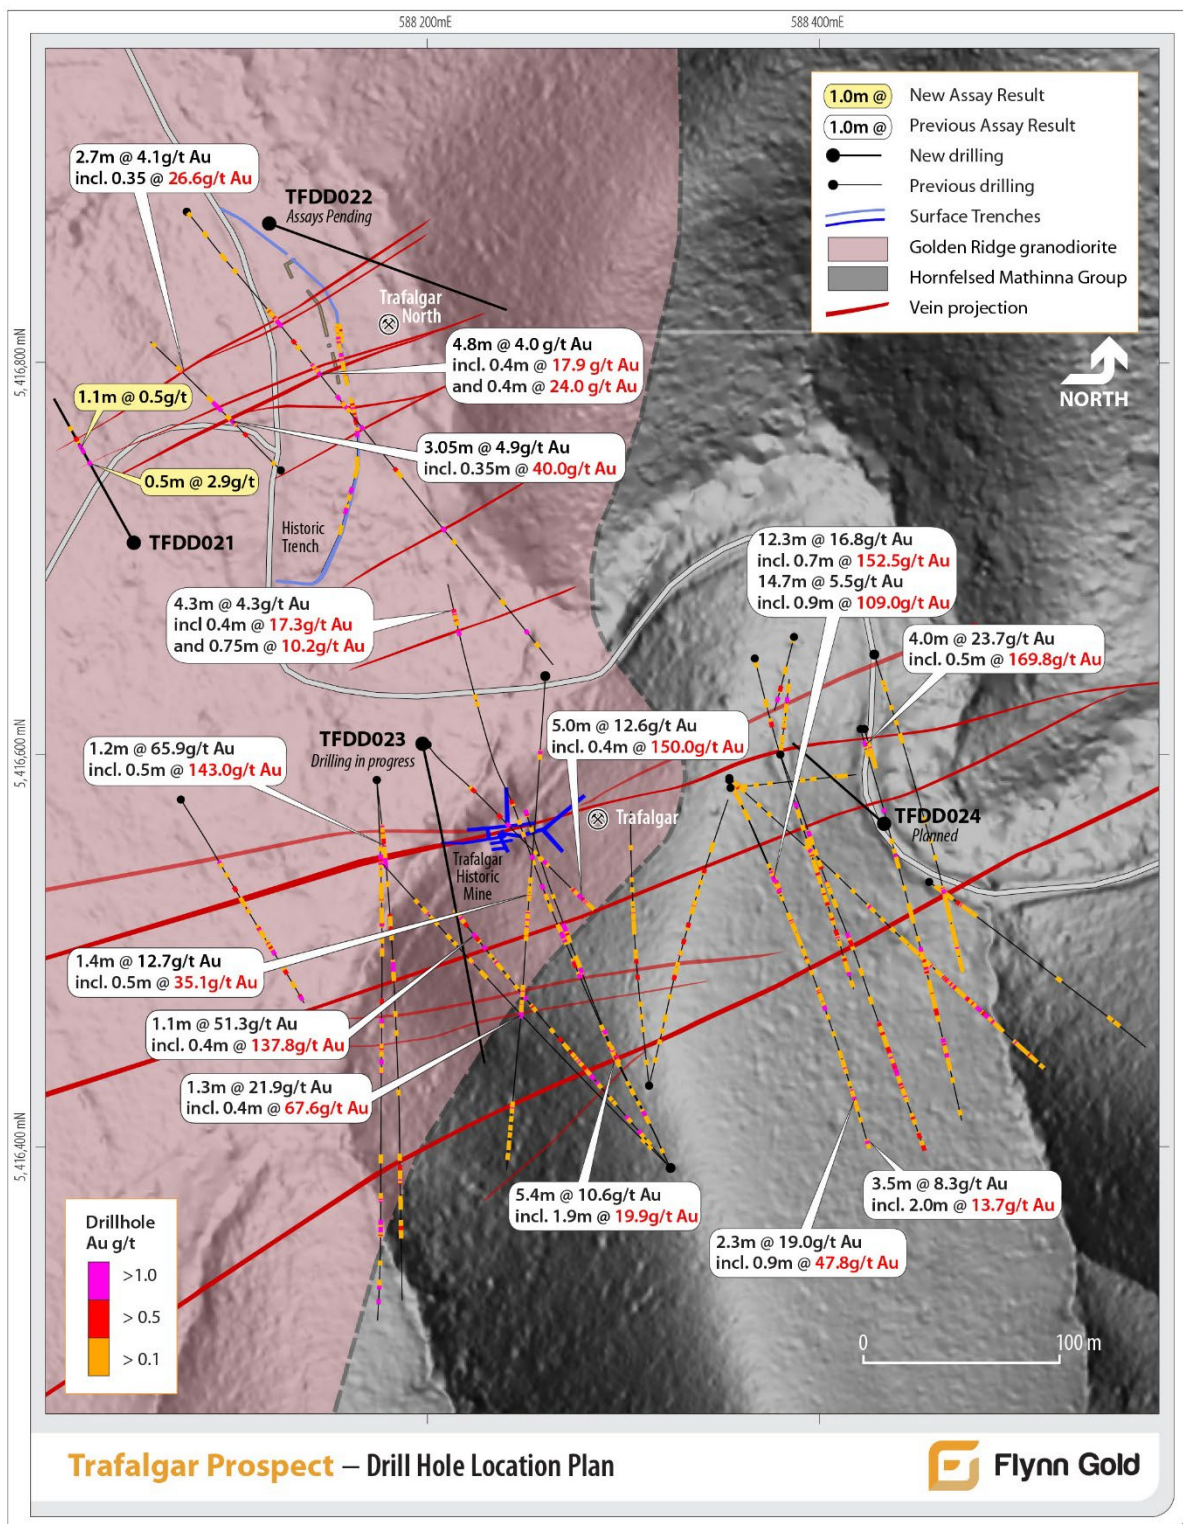 588 200mE
588 400mE
1.0m @
New Assay Result
1.0m @
Previous Assay Result
New drilling
Previous drilling
Surface Trenches
Golden Ridge granodiorite
Hornfelsed Mathinna Group
Vein projection
NORTH
2.7m @ 4.1g/t Au
incl. 0.35 @ 26.6g/t Au
TFDD022
Assays Pending
Trafalgar
North
5, 416,800 mN
4.8m @ 4.0 g/t Au
incl. 0.4m @ 17.9 g/t Au
and 0.4m @ 24.0 g/t Au
1.1m @ 0.5g/t
3.05m @ 4.9g/t Au
incl. 0.35m @ 40.0g/t Au
0.5m @ 2.9g/t
TFDD021
Historic
Trench
12.3m @ 16.8g/t Au
incl. 0.7m @ 152.5g/t Au
14.7m @ 5.5g/t Au
incl. 0.9m @ 109.0g/t Au
4.3m @ 4.3g/t Au
incl 0.4m @ 17.3g/t Au
and 0.75m @ 10.2g/t Au
4.0m @ 23.7g/t Au
incl. 0.5m @ 169.8g/t Au
5, 416,600 mN
TFDD023
Drilling in progress
5.0m @ 12.6g/t Au
incl. 0.4m @ 150.0g/t Au
1.2m @ 65.9g/t Au
incl. 0.5m @ 143.0g/t Au
Trafalgar
TFDD024
Planned
Trafalgar
Historic
Mine
1.4m @ 12.7g/t Au
incl. 0.5m @ 35.1g/t Au
1.1m @ 51.3g/t Au
incl. 0.4m @ 137.8g/t Au
1.3m @ 21.9g/t Au
incl. 0.4m @ 67.6g/t Au
5, 416,400 mN
5.4m @ 10.6g/t Au
incl. 1.9m @ 19.9g/t Au
3.5m @ 8.3g/t Au
incl. 2.0m @ 13.7g/t Au
2.3m @ 19.0g/t Au
incl. 0.9m @ 47.8g/t Au
Drillhole
Au g/t
>1.0
> 0.5
> 0.1
0 100 m
Trafalgar Prospect – Drill Hole Location Plan
Flynn Gold